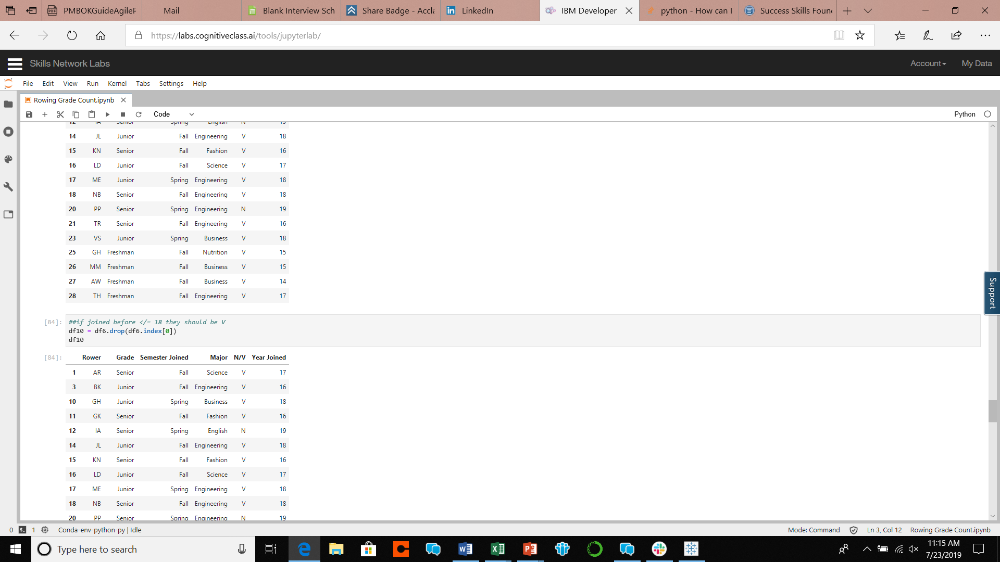 PMBOKGuideAgileF
Mail
Blank Interview Sch
Share Badge - Accla
LinkedIn
IBM Developer
python - How can I
Success Skills Foun
https://labs.cognitiveclass.ai/tools/jupyterlab/
Skills Network Labs
Account
My Data
File Edit View Run Kernel Tabs Settings Help
Rowing Grade Count.ipynb
Code
Python
12 IA Senior Spring English N 19
14 JL Junior Fall Engineering V 18
15 KN Senior Fall Fashion V 16
16 LD Junior Fall Science V 17
17 ME Junior Spring Engineering V 18
18 NB Senior Fall Engineering V 18
20 PP Senior Spring Engineering N 19
21 TR Senior Fall Engineering V 16
23 VS Junior Spring Business V 18
25 GH Freshman Fall Nutrition V 15
26 MM Freshman Fall Business V 15
27 AW Freshman Fall Business V 14
28 TH Freshman Fall Engineering V 17
Support
[84]: ##if joined before </= 18 they should be V
df10 = df6.drop(df6.index[0])
df10
[84]: Rower Grade Semester Joined Major N/V Year Joined
1 AR Senior Fall Science V 17
3 BK Junior Fall Engineering V 16
10 GH Junior Spring Business V 18
11 GK Senior Fall Fashion V 16
12 IA Senior Spring English N 19
14 JL Junior Fall Engineering V 18
15 KN Senior Fall Fashion V 16
16 LD Junior Fall Science V 17
17 ME Junior Spring Engineering V 18
18 NB Senior Fall Engineering V 18
20 PP Senior Spring Engineering N 19
0 1 Conda-env-python-py | Idle
Mode: Command Ln 3, Col 12 Rowing Grade Count.ipynb
Type here to search
11:15 AM
7/23/2019